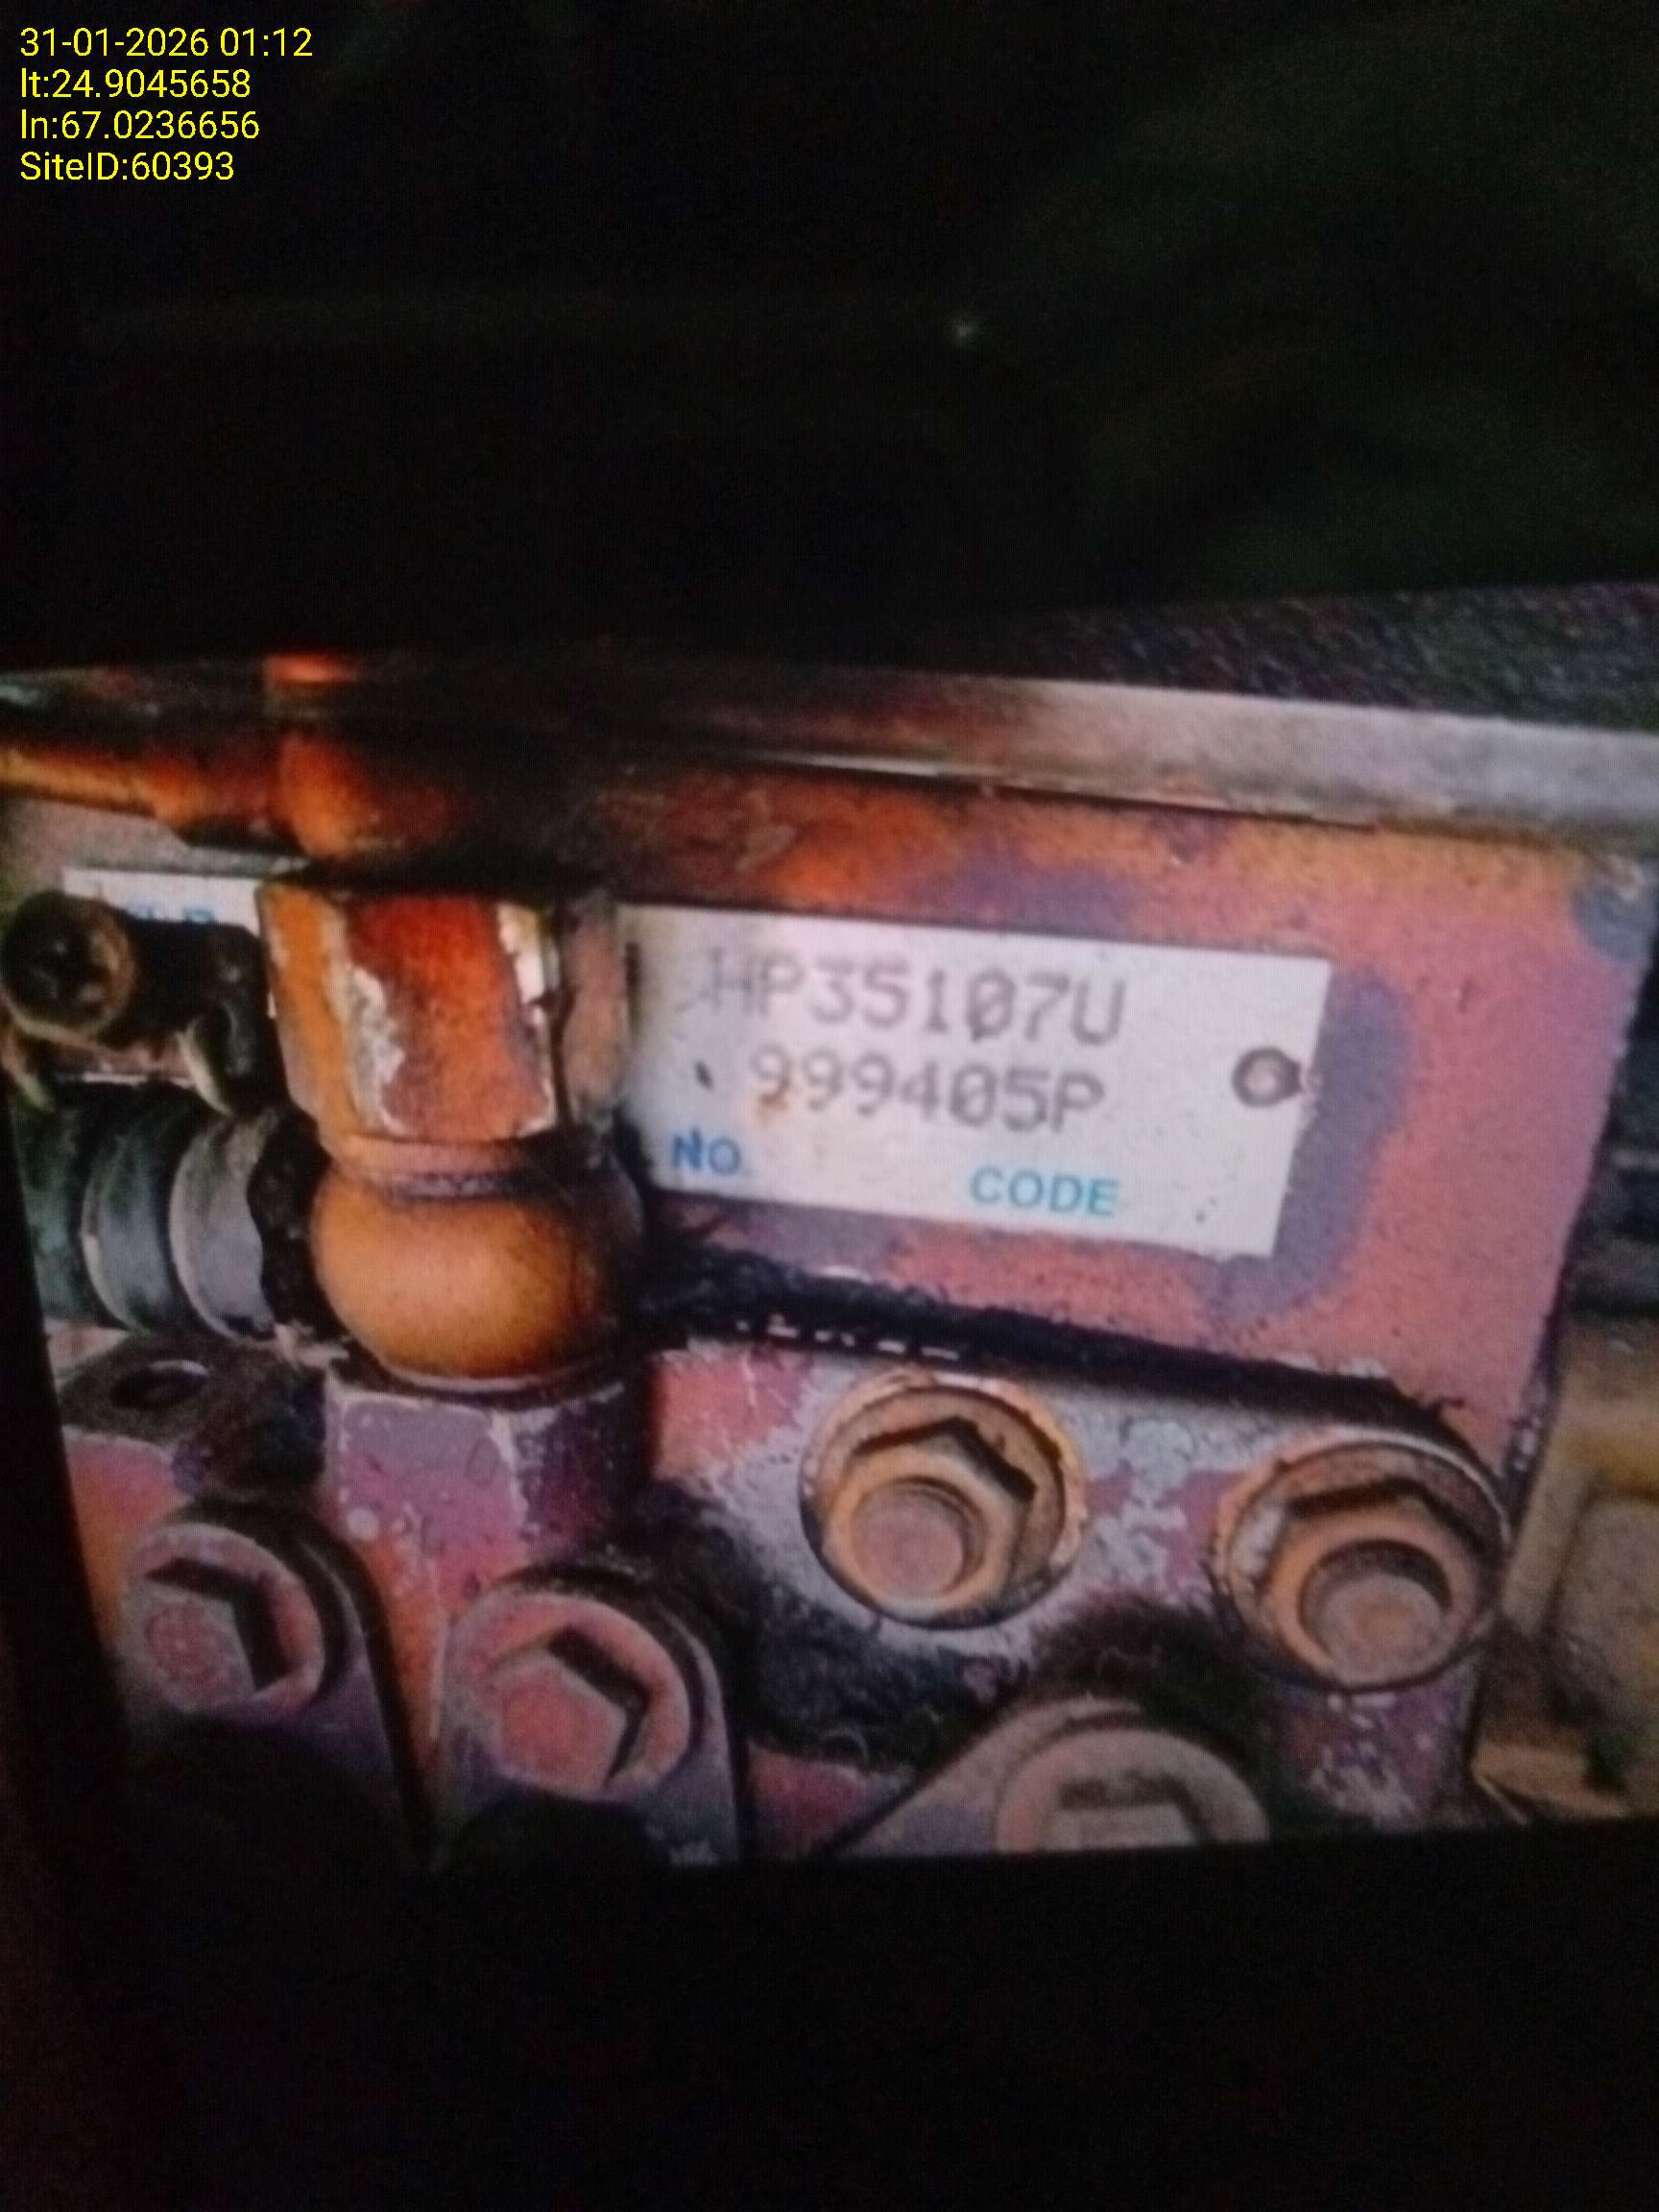 31-01-2026 01:12
lt:24.9045658
ln:67.0236656
SiteID:60393
HP35107U
999405P
NO. CODE